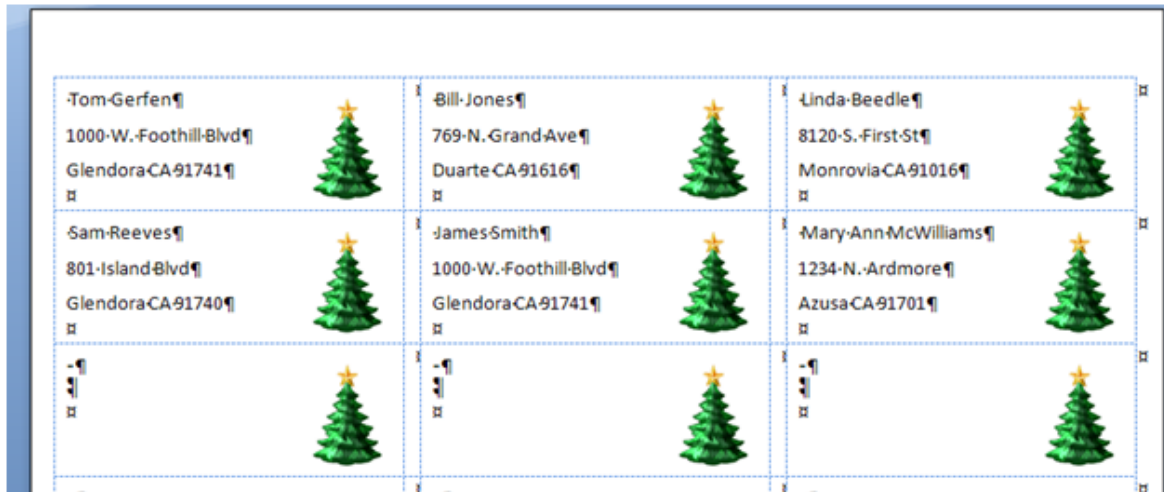 Tom Gerfen¶
1000 W. Foothill Blvd¶
Glendora CA 91741¶
¤
Bill Jones¶
769 N. Grand Ave¶
Duarte CA 91616¶
¤
Linda Beedle¶
8120 S. First St¶
Monrovia CA 91016¶
¤
Sam Reeves¶
801 Island Blvd¶
Glendora CA 91740¶
¤
James Smith¶
1000 W. Foothill Blvd¶
Glendora CA 91741¶
¤
Mary Ann McWilliams¶
1234 N. Ardmore¶
Azusa CA 91701¶
¤